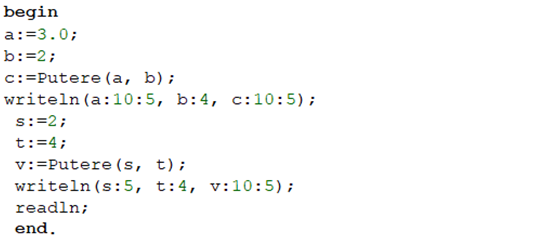 begin
a:=3.0;
b:=2;
c:=Putere(a, b);
writeln(a:10:5, b:4, c:10:5);
s:=2;
t:=4;
v:=Putere(s, t);
writeln(s:5, t:4, v:10:5);
readln;
end.